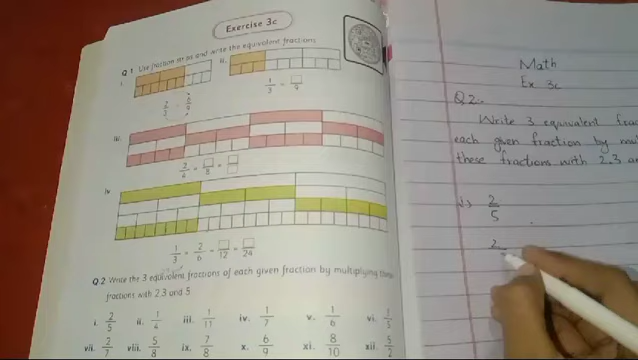 Exercise 3c
Q 1 Use fraction strips and write the equivalent fractions
i.
ii.
1/3 = □/9
iii.
2/4 = □/8 = □/□
iv
1/3 = 2/6 = □/12 = □/24
Q 2 Write the 3 equivalent fractions of each given fraction by multiplying these
fractions with 2,3 and 5
i. 2/5 ii. 1/4 iii. 1/11 iv. 1/7 v. 1/6 vi. 1/5
vii. 2/7 viii. 5/8 ix. 7/8 x. 6/9 xi. 8/10 xii. 5/2
Math
Ex 3c
Q2:
Write 3 equivalent
each given fraction by
these fractions with 2,3
i> 2/5
2